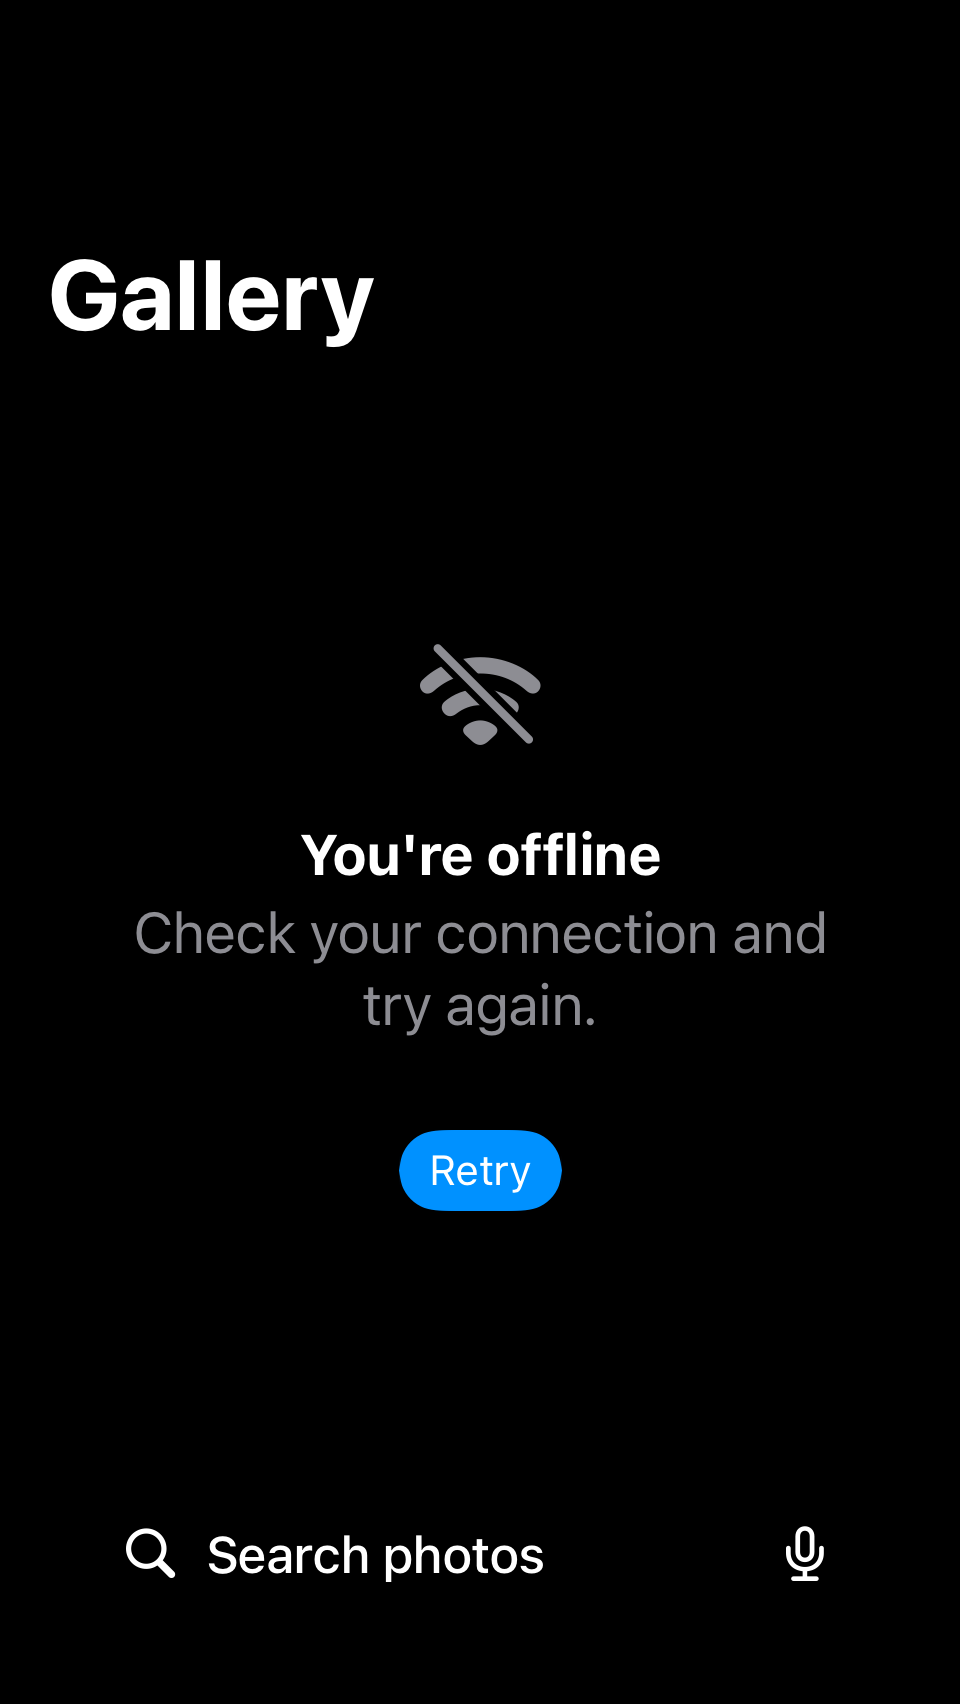 Gallery
You're offline
Check your connection and
try again.
Retry
Search photos